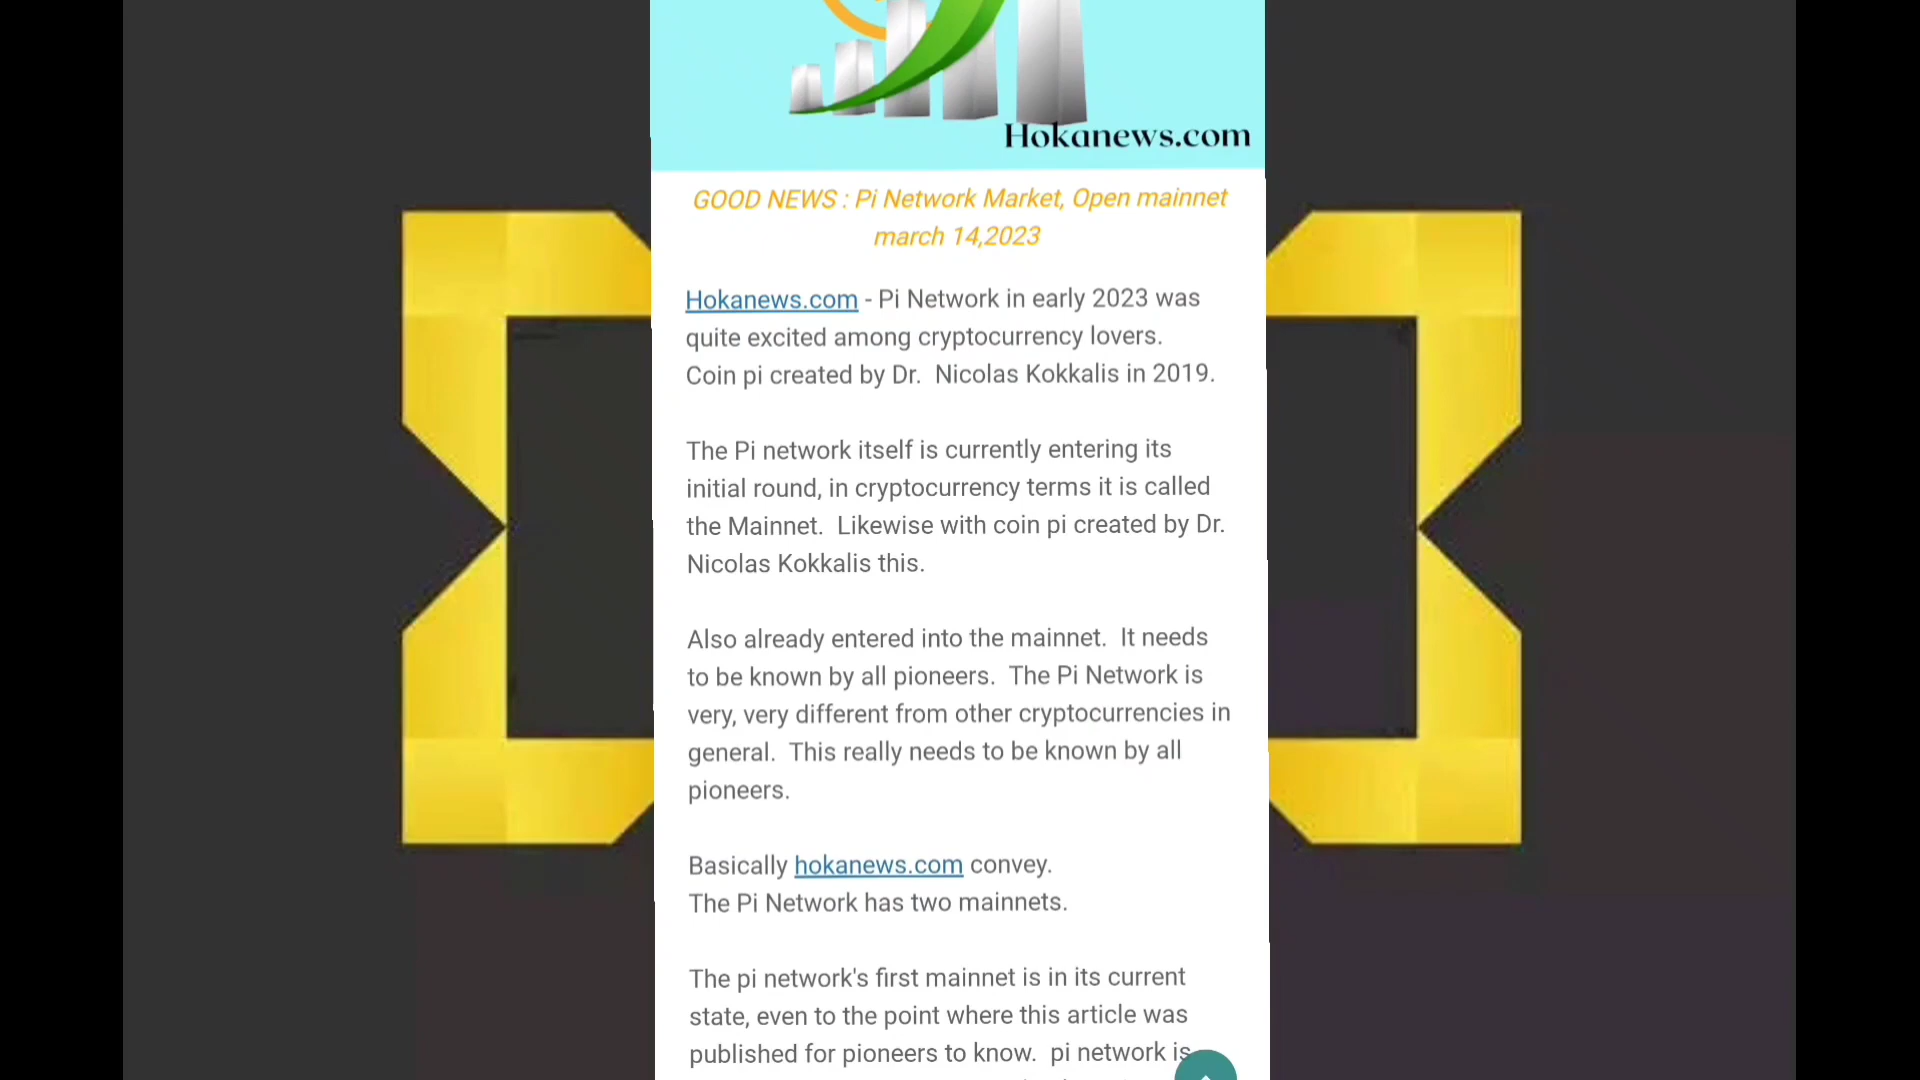 Hokanews.com
GOOD NEWS : Pi Network Market, Open mainnet
march 14,2023
Hokanews.com - Pi Network in early 2023 was
quite excited among cryptocurrency lovers.
Coin pi created by Dr.  Nicolas Kokkalis in 2019.
The Pi network itself is currently entering its
initial round, in cryptocurrency terms it is called
the Mainnet.  Likewise with coin pi created by Dr.
Nicolas Kokkalis this.
Also already entered into the mainnet.  It needs
to be known by all pioneers.  The Pi Network is
very, very different from other cryptocurrencies in
general.  This really needs to be known by all
pioneers.
Basically hokanews.com convey.
The Pi Network has two mainnets.
The pi network's first mainnet is in its current
state, even to the point where this article was
published for pioneers to know.  pi network is